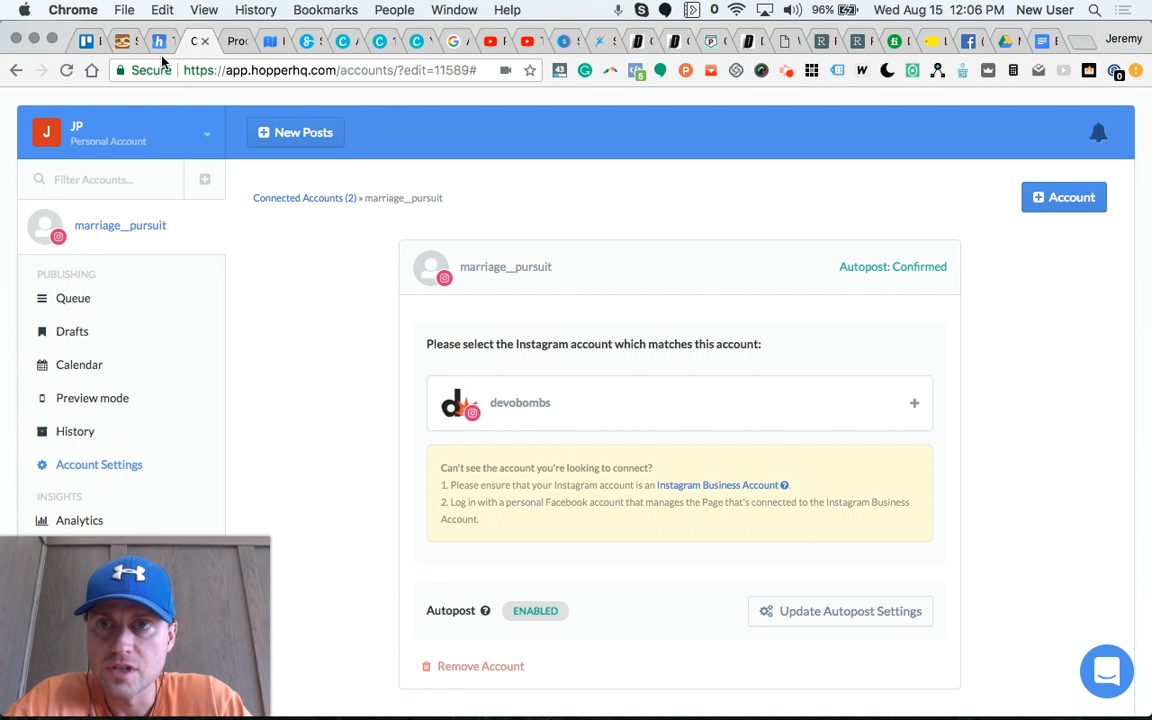 Chrome File Edit View History Bookmarks People Window Help 0 96% Wed Aug 15 12:06 PM New User
Jeremy
Secure https://app.hopperhq.com/accounts/?edit=11589#
J JP
Personal Account
New Posts
Filter Accounts...
Connected Accounts (2) » marriage__pursuit
Account
marriage__pursuit
PUBLISHING
Queue
Drafts
Calendar
Preview mode
History
Account Settings
INSIGHTS
Analytics
marriage__pursuit
Autopost: Confirmed
Please select the Instagram account which matches this account:
devobombs +
Can't see the account you're looking to connect?
1. Please ensure that your Instagram account is an Instagram Business Account.
2. Log in with a personal Facebook account that manages the Page that's connected to the Instagram Business
Account.
Autopost ENABLED
Update Autopost Settings
Remove Account